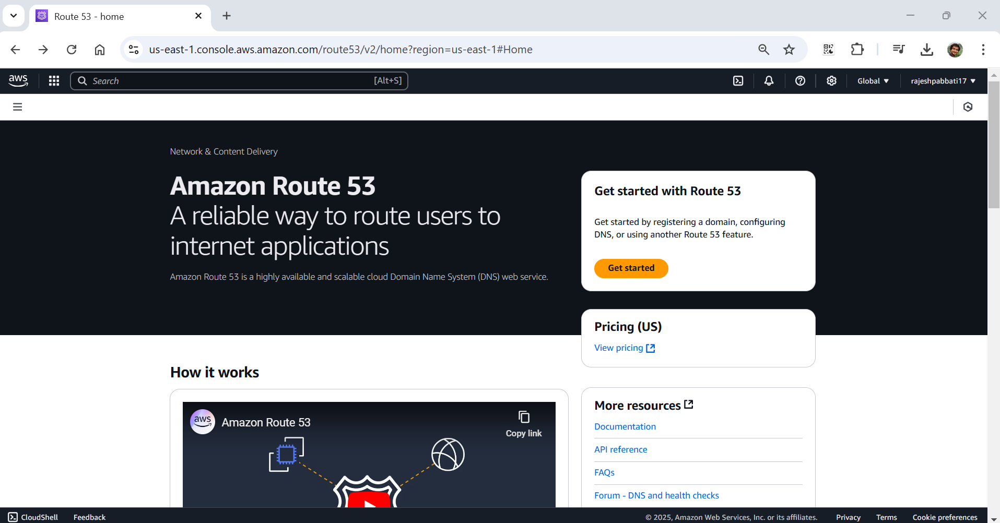 Route 53 - home
us-east-1.console.aws.amazon.com/route53/v2/home?region=us-east-1#Home
aws
Search
[Alt+S]
Global
rajeshpabbati17
Network & Content Delivery
Amazon Route 53
A reliable way to route users to
internet applications
Amazon Route 53 is a highly available and scalable cloud Domain Name System (DNS) web service.
Get started with Route 53
Get started by registering a domain, configuring
DNS, or using another Route 53 feature.
Get started
Pricing (US)
View pricing
How it works
aws
Amazon Route 53
Copy link
More resources
Documentation
API reference
FAQs
Forum - DNS and health checks
CloudShell
Feedback
© 2025, Amazon Web Services, Inc. or its affiliates.
Privacy
Terms
Cookie preferences